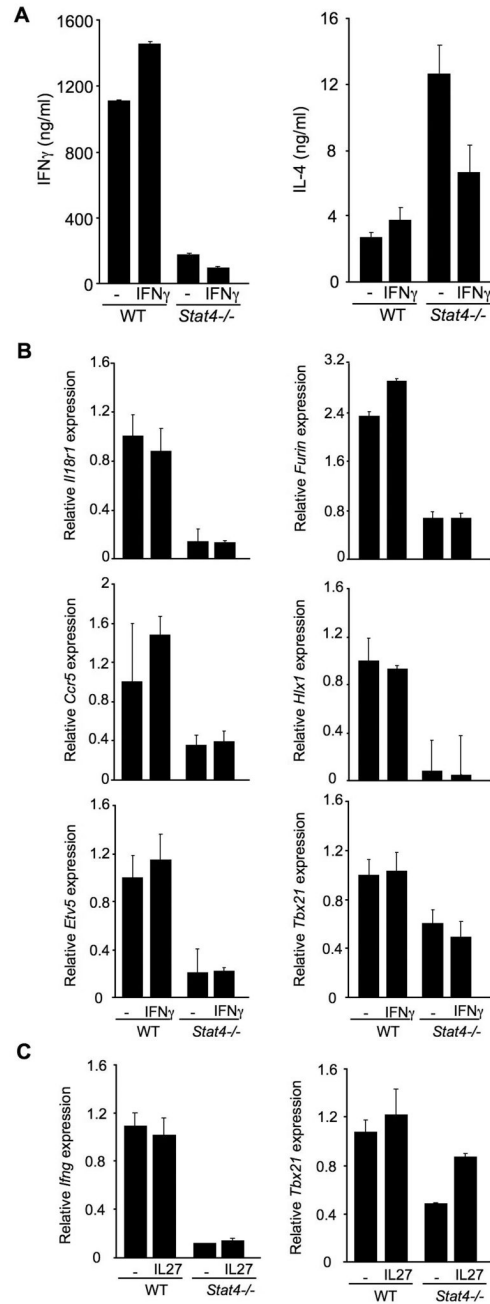 A
IFNγ (ng/ml)
1600
1200
800
400
0
- IFNγ - IFNγ
WT Stat4-/-
IL-4 (ng/ml)
16
12
8
4
0
- IFNγ - IFNγ
WT Stat4-/-
B
Relative Il18r1 expression
1.6
1.2
0.8
0.4
0
Relative Furin expression
3.2
2.4
1.6
0.8
0
Relative Ccr5 expression
2
1.6
1.2
0.8
0.4
0
Relative Hlx1 expression
1.6
1.2
0.8
0.4
0
Relative Etv5 expression
1.6
1.2
0.8
0.4
0
- IFNγ - IFNγ
WT Stat4-/-
Relative Tbx21 expression
1.6
1.2
0.8
0.4
0
- IFNγ - IFNγ
WT Stat4-/-
C
Relative Ifng expression
1.6
1.2
0.8
0.4
0
- IL27 - IL27
WT Stat4-/-
Relative Tbx21 expression
1.6
1.2
0.8
0.4
0
- IL27 - IL27
WT Stat4-/-